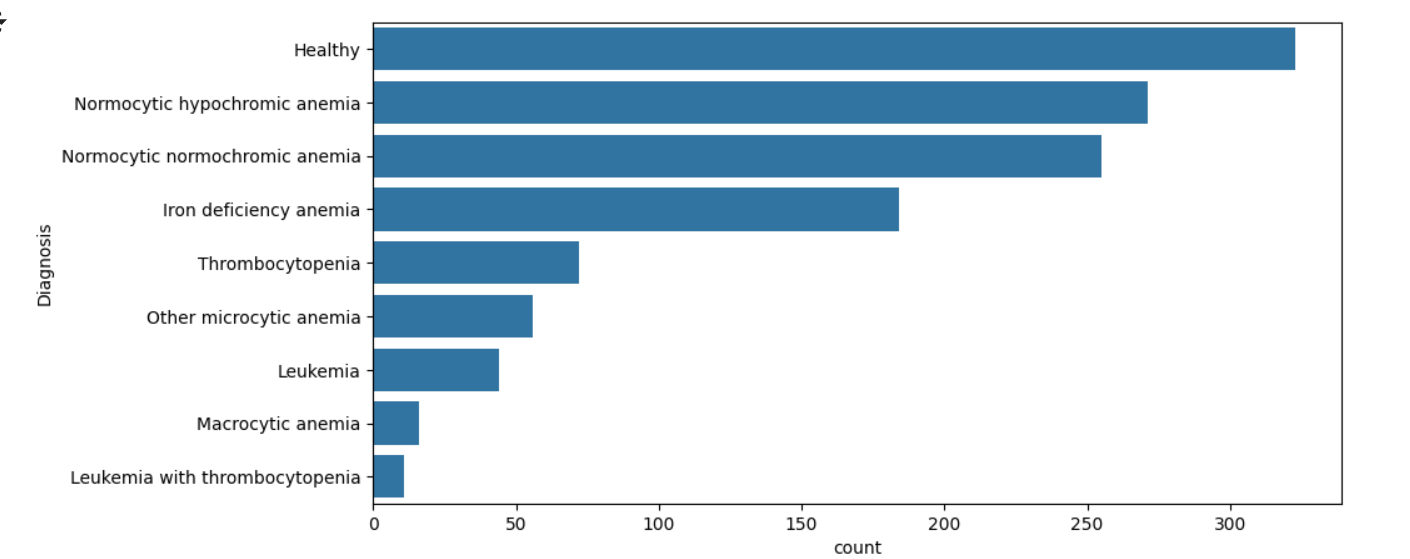 Healthy
Normocytic hypochromic anemia
Normocytic normochromic anemia
Iron deficiency anemia
Thrombocytopenia
Other microcytic anemia
Leukemia
Macrocytic anemia
Leukemia with thrombocytopenia
Diagnosis
0 50 100 150 200 250 300
count